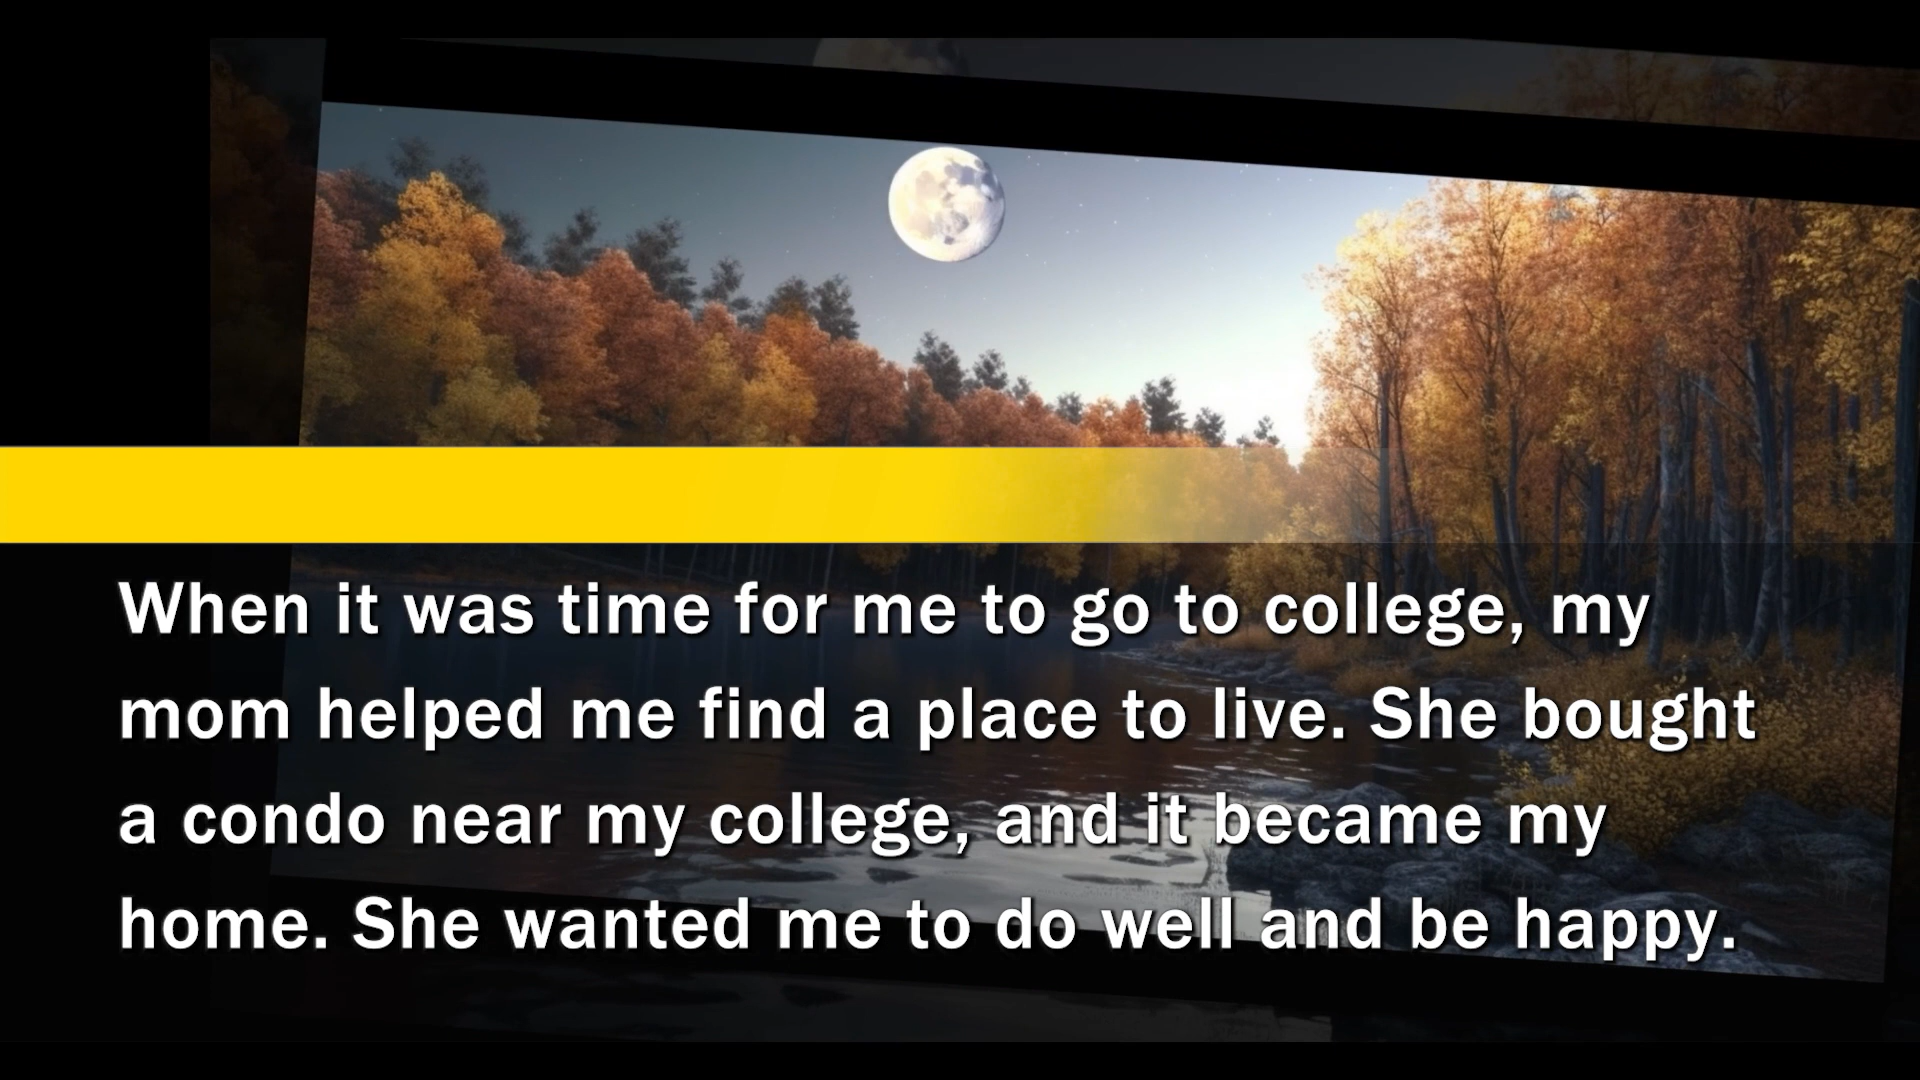 When it was time for me to go to college, my
mom helped me find a place to live. She bought
a condo near my college, and it became my
home. She wanted me to do well and be happy.